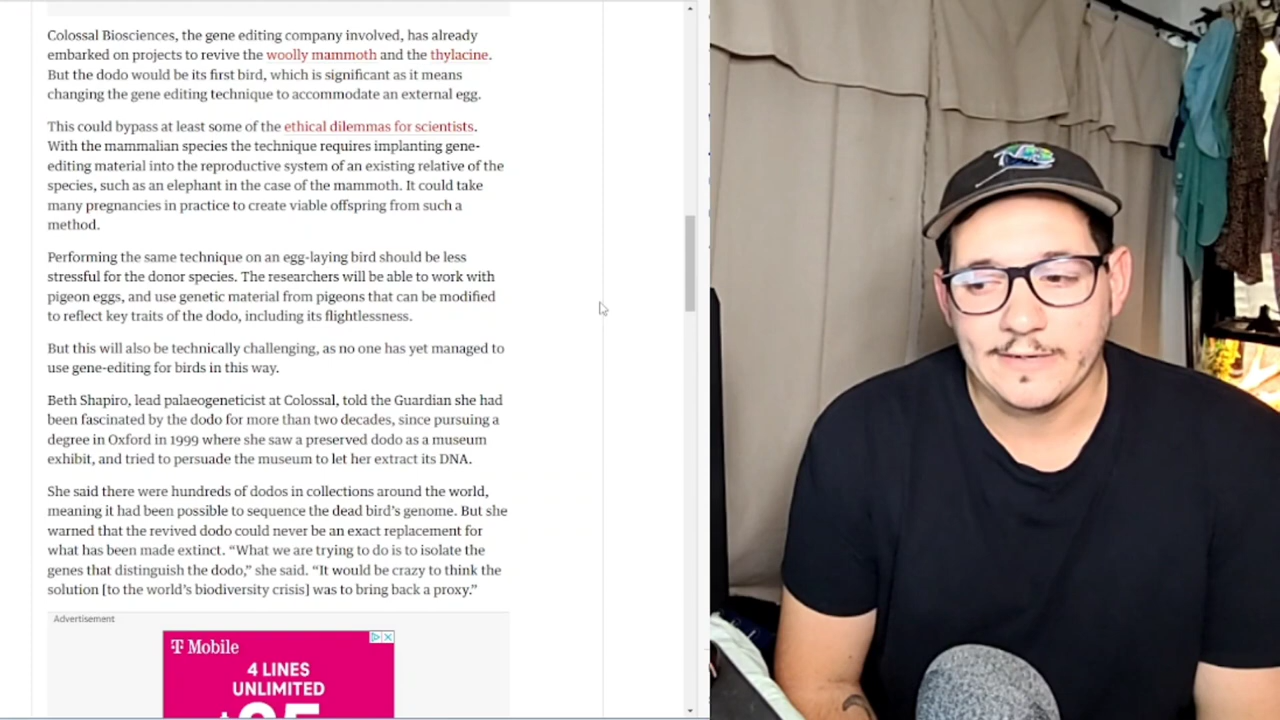 Colossal Biosciences, the gene editing company involved, has already
embarked on projects to revive the woolly mammoth and the thylacine.
But the dodo would be its first bird, which is significant as it means
changing the gene editing technique to accommodate an external egg.
This could bypass at least some of the ethical dilemmas for scientists.
With the mammalian species the technique requires implanting gene-
editing material into the reproductive system of an existing relative of the
species, such as an elephant in the case of the mammoth. It could take
many pregnancies in practice to create viable offspring from such a
method.
Performing the same technique on an egg-laying bird should be less
stressful for the donor species. The researchers will be able to work with
pigeon eggs, and use genetic material from pigeons that can be modified
to reflect key traits of the dodo, including its flightlessness.
But this will also be technically challenging, as no one has yet managed to
use gene-editing for birds in this way.
Beth Shapiro, lead palaeogeneticist at Colossal, told the Guardian she had
been fascinated by the dodo for more than two decades, since pursuing a
degree in Oxford in 1999 where she saw a preserved dodo as a museum
exhibit, and tried to persuade the museum to let her extract its DNA.
She said there were hundreds of dodos in collections around the world,
meaning it had been possible to sequence the dead bird’s genome. But she
warned that the revived dodo could never be an exact replacement for
what has been made extinct. “What we are trying to do is to isolate the
genes that distinguish the dodo,” she said. “It would be crazy to think the
solution [to the world’s biodiversity crisis] was to bring back a proxy.”
Advertisement
T Mobile
4 LINES
UNLIMITED